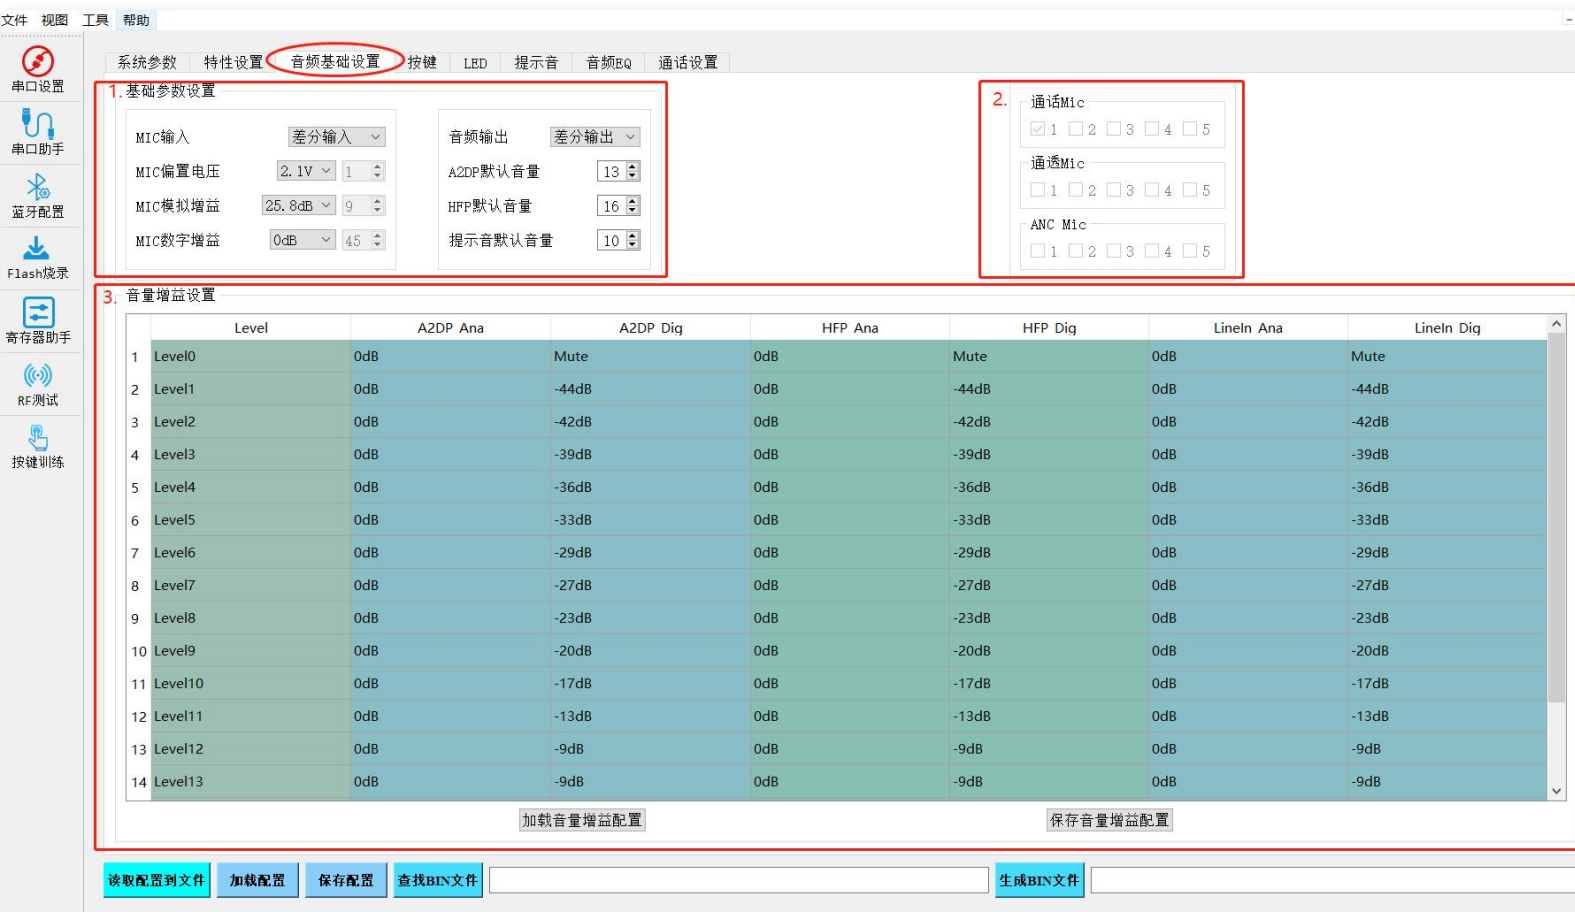 文件 视图 工具 帮助
串口设置
串口助手
蓝牙配置
Flash烧录
寄存器助手
RF测试
按键训练
系统参数 特性设置 音频基础设置 按键 LED 提示音 音频EQ 通话设置
1. 基础参数设置
MIC输入 差分输入
MIC偏置电压 2.1V 1
MIC模拟增益 25.8dB 9
MIC数字增益 0dB 45
音频输出 差分输出
A2DP默认音量 13
HFP默认音量 16
提示音默认音量 10
2. 通话Mic
1 2 3 4 5
通透Mic
1 2 3 4 5
ANC Mic
1 2 3 4 5
3. 音量增益设置
Level A2DP Ana A2DP Dig HFP Ana HFP Dig LineIn Ana LineIn Dig
1 Level0 0dB Mute 0dB Mute 0dB Mute
2 Level1 0dB -44dB 0dB -44dB 0dB -44dB
3 Level2 0dB -42dB 0dB -42dB 0dB -42dB
4 Level3 0dB -39dB 0dB -39dB 0dB -39dB
5 Level4 0dB -36dB 0dB -36dB 0dB -36dB
6 Level5 0dB -33dB 0dB -33dB 0dB -33dB
7 Level6 0dB -29dB 0dB -29dB 0dB -29dB
8 Level7 0dB -27dB 0dB -27dB 0dB -27dB
9 Level8 0dB -23dB 0dB -23dB 0dB -23dB
10 Level9 0dB -20dB 0dB -20dB 0dB -20dB
11 Level10 0dB -17dB 0dB -17dB 0dB -17dB
12 Level11 0dB -13dB 0dB -13dB 0dB -13dB
13 Level12 0dB -9dB 0dB -9dB 0dB -9dB
14 Level13 0dB -9dB 0dB -9dB 0dB -9dB
加载音量增益配置 保存音量增益配置
读取配置到文件 加载配置 保存配置 查找BIN文件 生成BIN文件